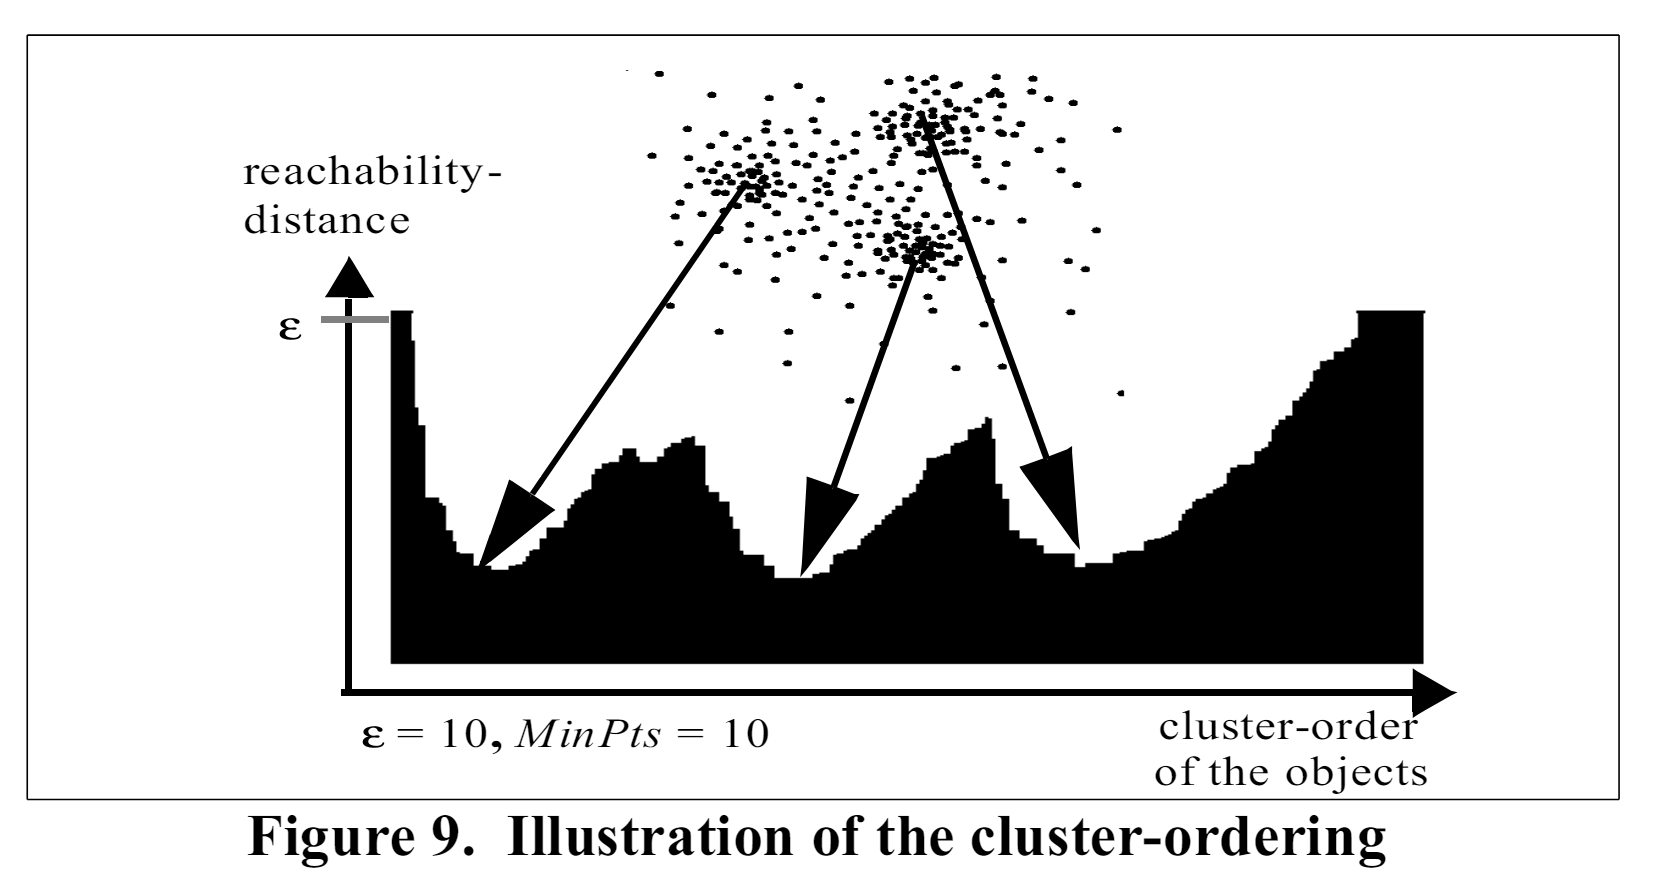 reachability-
distance
ε
ε = 10, MinPts = 10
cluster-order
of the objects
Figure 9. Illustration of the cluster-ordering